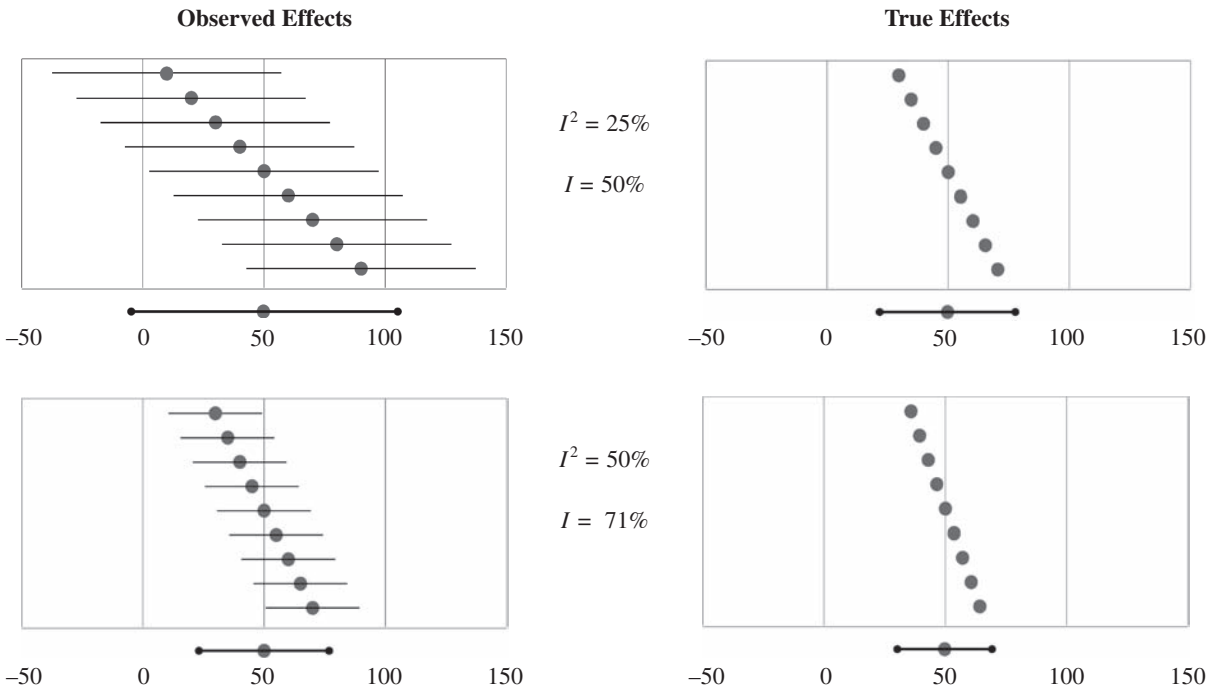 Observed Effects
True Effects
I² = 25%
I = 50%
–50 0 50 100 150
–50 0 50 100 150
I² = 50%
I = 71%
–50 0 50 100 150
–50 0 50 100 150